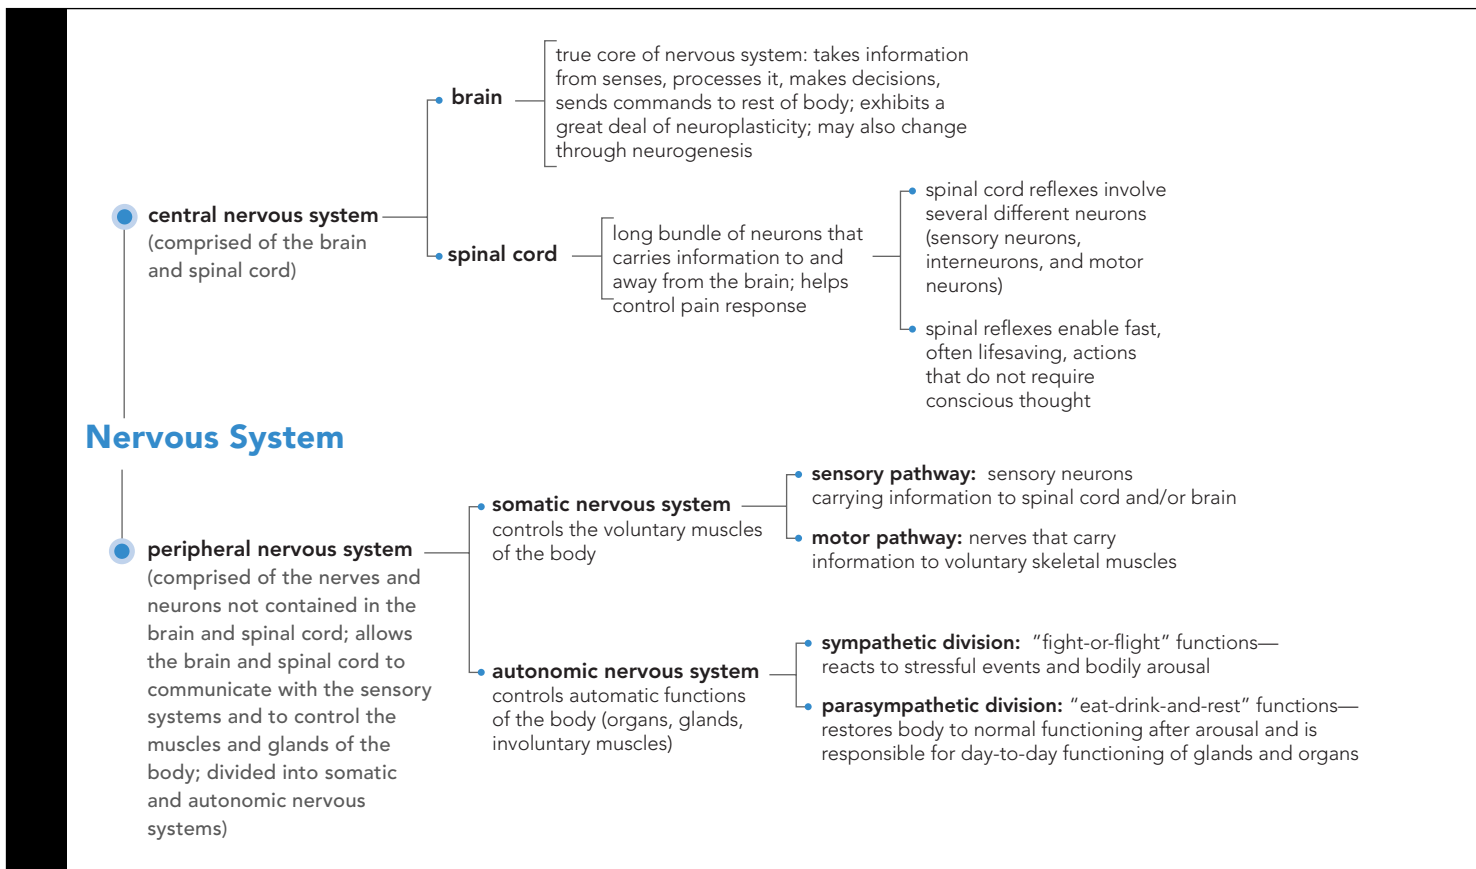 true core of nervous system: takes information
from senses, processes it, makes decisions,
sends commands to rest of body; exhibits a
great deal of neuroplasticity; may also change
through neurogenesis
brain
central nervous system
(comprised of the brain
and spinal cord)
spinal cord
long bundle of neurons that
carries information to and
away from the brain; helps
control pain response
spinal cord reflexes involve
several different neurons
(sensory neurons,
interneurons, and motor
neurons)
spinal reflexes enable fast,
often lifesaving, actions
that do not require
conscious thought
Nervous System
peripheral nervous system
(comprised of the nerves and
neurons not contained in the
brain and spinal cord; allows
the brain and spinal cord to
communicate with the sensory
systems and to control the
muscles and glands of the
body; divided into somatic
and autonomic nervous
systems)
somatic nervous system
controls the voluntary muscles
of the body
sensory pathway: sensory neurons
carrying information to spinal cord and/or brain
motor pathway: nerves that carry
information to voluntary skeletal muscles
autonomic nervous system
controls automatic functions
of the body (organs, glands,
involuntary muscles)
sympathetic division: “fight-or-flight” functions—
reacts to stressful events and bodily arousal
parasympathetic division: “eat-drink-and-rest” functions—
restores body to normal functioning after arousal and is
responsible for day-to-day functioning of glands and organs